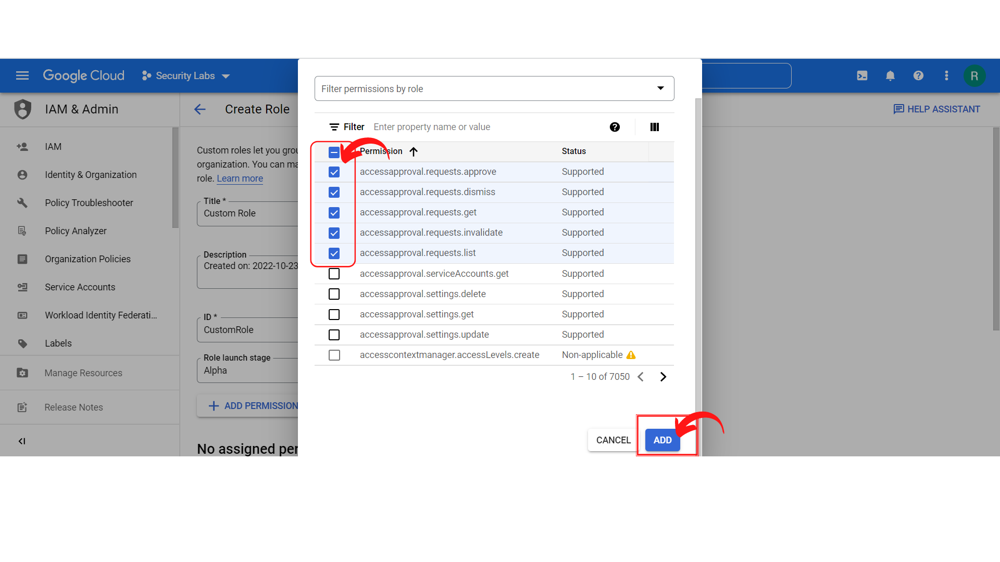 Google Cloud
Security Labs
R
IAM & Admin
Create Role
HELP ASSISTANT
IAM
Identity & Organization
Policy Troubleshooter
Policy Analyzer
Organization Policies
Service Accounts
Workload Identity Federati...
Labels
Manage Resources
Release Notes
Custom roles let you grou
organization. You can ma
role. Learn more
Title *
Custom Role
Description
Created on: 2022-10-23
ID *
CustomRole
Role launch stage
Alpha
ADD PERMISSION
No assigned per
Filter permissions by role
Filter Enter property name or value
Permission Status
accessapproval.requests.approve Supported
accessapproval.requests.dismiss Supported
accessapproval.requests.get Supported
accessapproval.requests.invalidate Supported
accessapproval.requests.list Supported
accessapproval.serviceAccounts.get Supported
accessapproval.settings.delete Supported
accessapproval.settings.get Supported
accessapproval.settings.update Supported
accesscontextmanager.accessLevels.create Non-applicable
1 – 10 of 7050
CANCEL ADD